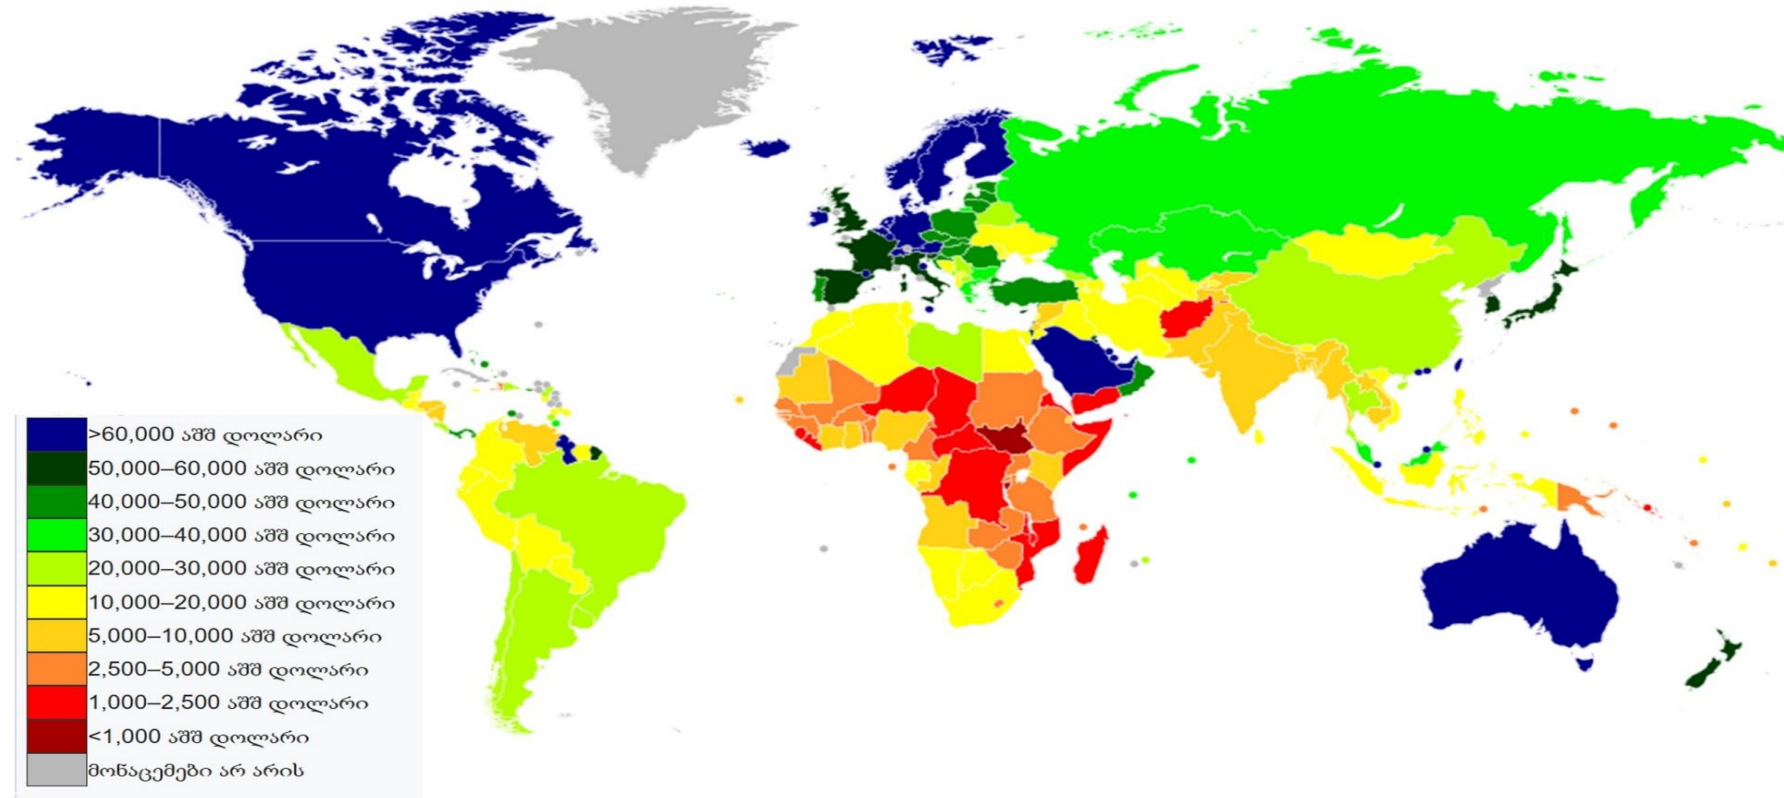 >60,000 აშშ დოლარი
50,000–60,000 აშშ დოლარი
40,000–50,000 აშშ დოლარი
30,000–40,000 აშშ დოლარი
20,000–30,000 აშშ დოლარი
10,000–20,000 აშშ დოლარი
5,000–10,000 აშშ დოლარი
2,500–5,000 აშშ დოლარი
1,000–2,500 აშშ დოლარი
<1,000 აშშ დოლარი
მონაცემები არ არის